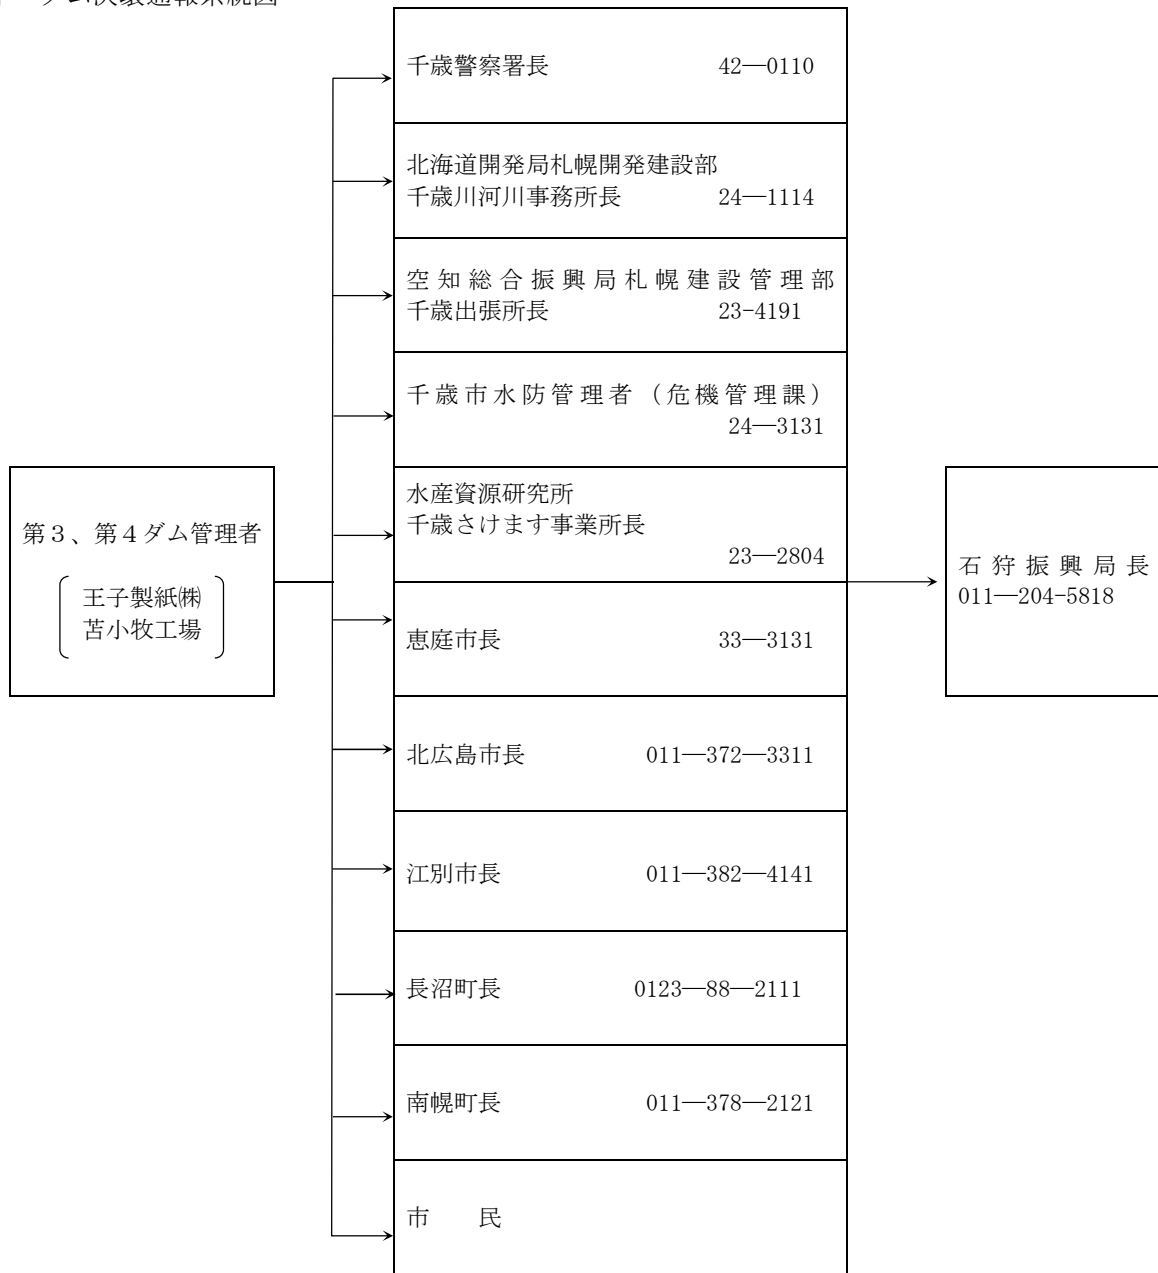 千歳警察署長 42―0110
北海道開発局札幌開発建設部
千歳川河川事務所長 24―1114
空知総合振興局札幌建設管理部
千歳出張所長 23-4191
千歳市水防管理者（危機管理課）
24―3131
水産資源研究所
千歳さけます事業所長
23―2804
第３、第４ダム管理者
王子製紙㈱
苫小牧工場
石狩振興局長
011―204-5818
恵庭市長 33―3131
北広島市長 011―372―3311
江別市長 011―382―4141
長沼町長 0123―88―2111
南幌町長 011―378―2121
市　　民